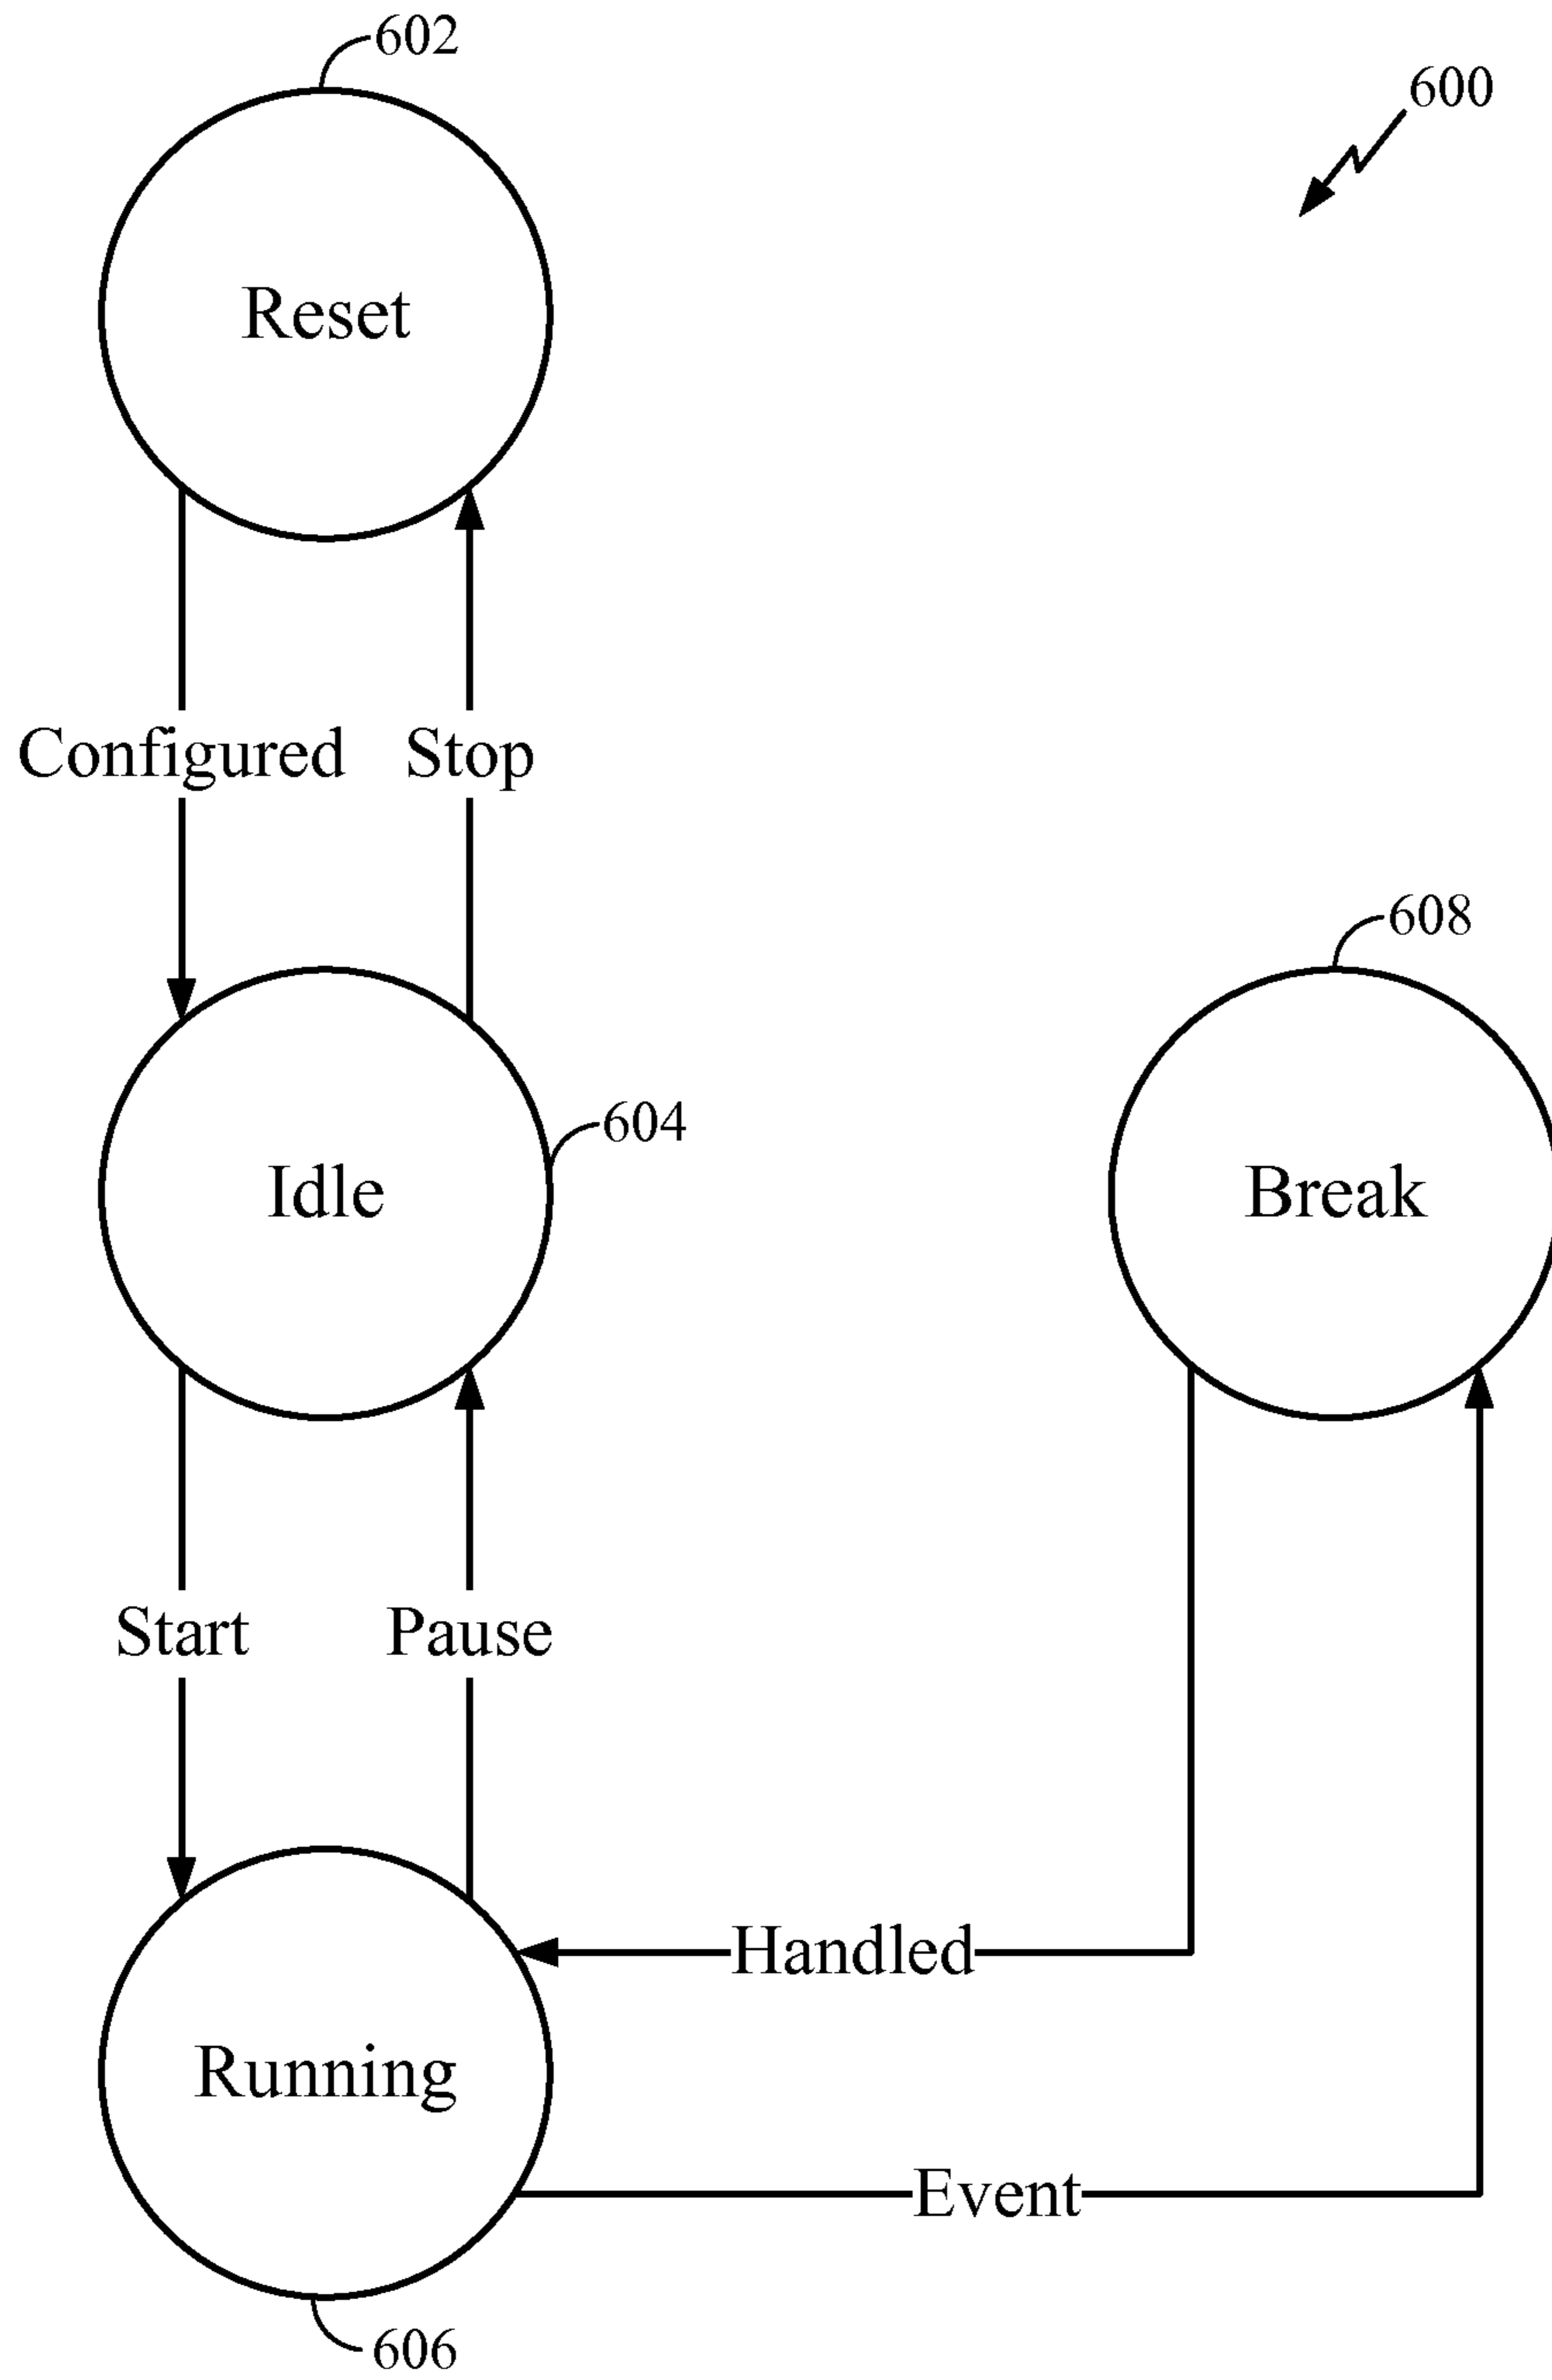 602
600
Reset
Configured
Stop
608
604
Idle
Break
Start
Pause
Handled
Running
Event
606